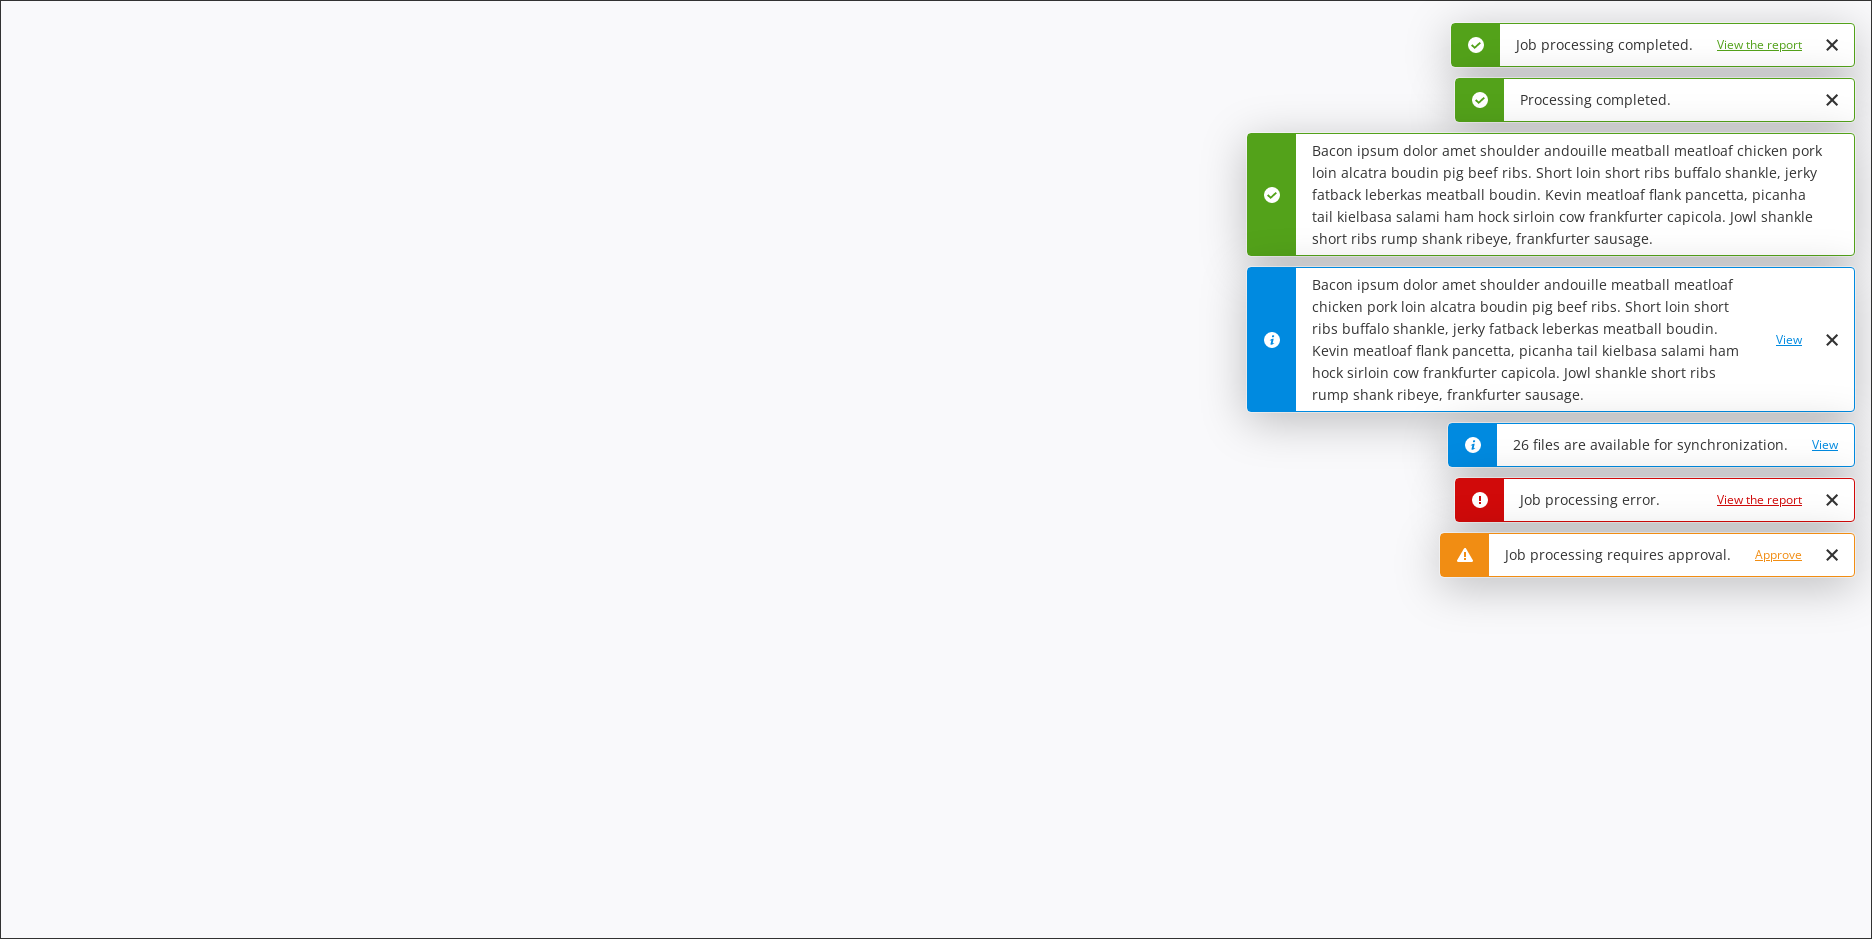 Job processing completed. View the report
Processing completed.
Bacon ipsum dolor amet shoulder andouille meatball meatloaf chicken pork
loin alcatra boudin pig beef ribs. Short loin short ribs buffalo shankle, jerky
fatback leberkas meatball boudin. Kevin meatloaf flank pancetta, picanha
tail kielbasa salami ham hock sirloin cow frankfurter capicola. Jowl shankle
short ribs rump shank ribeye, frankfurter sausage.
Bacon ipsum dolor amet shoulder andouille meatball meatloaf
chicken pork loin alcatra boudin pig beef ribs. Short loin short
ribs buffalo shankle, jerky fatback leberkas meatball boudin.
Kevin meatloaf flank pancetta, picanha tail kielbasa salami ham
hock sirloin cow frankfurter capicola. Jowl shankle short ribs
rump shank ribeye, frankfurter sausage.
View
26 files are available for synchronization. View
Job processing error. View the report
Job processing requires approval. Approve